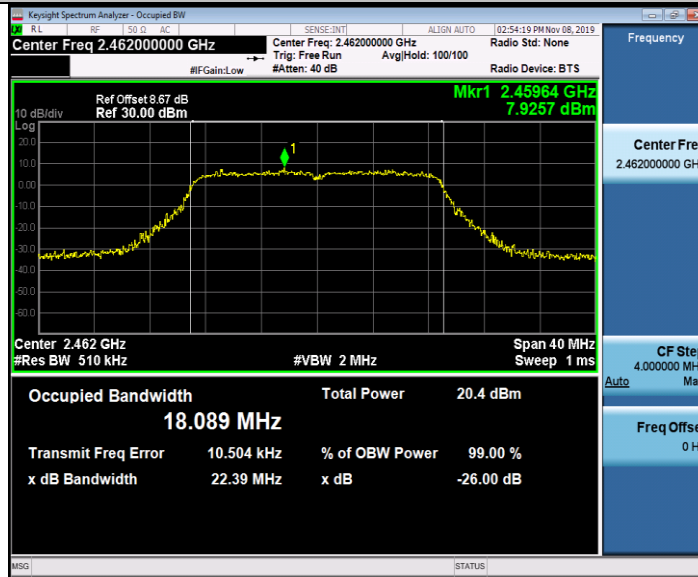 Keysight Spectrum Analyzer - Occupied BW
RL RF 50 Ω AC SENSE:INT ALIGN AUTO 02:54:19 PM Nov 08, 2019
Center Freq 2.462000000 GHz
Center Freq: 2.462000000 GHz Radio Std: None
Trig: Free Run Avg|Hold: 100/100
#IFGain:Low #Atten: 40 dB Radio Device: BTS
Mkr1 2.45964 GHz
7.9257 dBm
Ref Offset 8.67 dB
10 dB/div Ref 30.00 dBm
Log
20.0
1
10.0
0.00
-10.0
-20.0
-30.0
-40.0
-50.0
-60.0
Center 2.462 GHz Span 40 MHz
#Res BW 510 kHz #VBW 2 MHz Sweep 1 ms
Occupied Bandwidth Total Power 20.4 dBm
18.089 MHz
Transmit Freq Error 10.504 kHz % of OBW Power 99.00 %
x dB Bandwidth 22.39 MHz x dB -26.00 dB
MSG STATUS
Frequency
Center Fre
2.462000000 GH
CF Ste
4.000000 MH
Auto Ma
Freq Offse
0 H